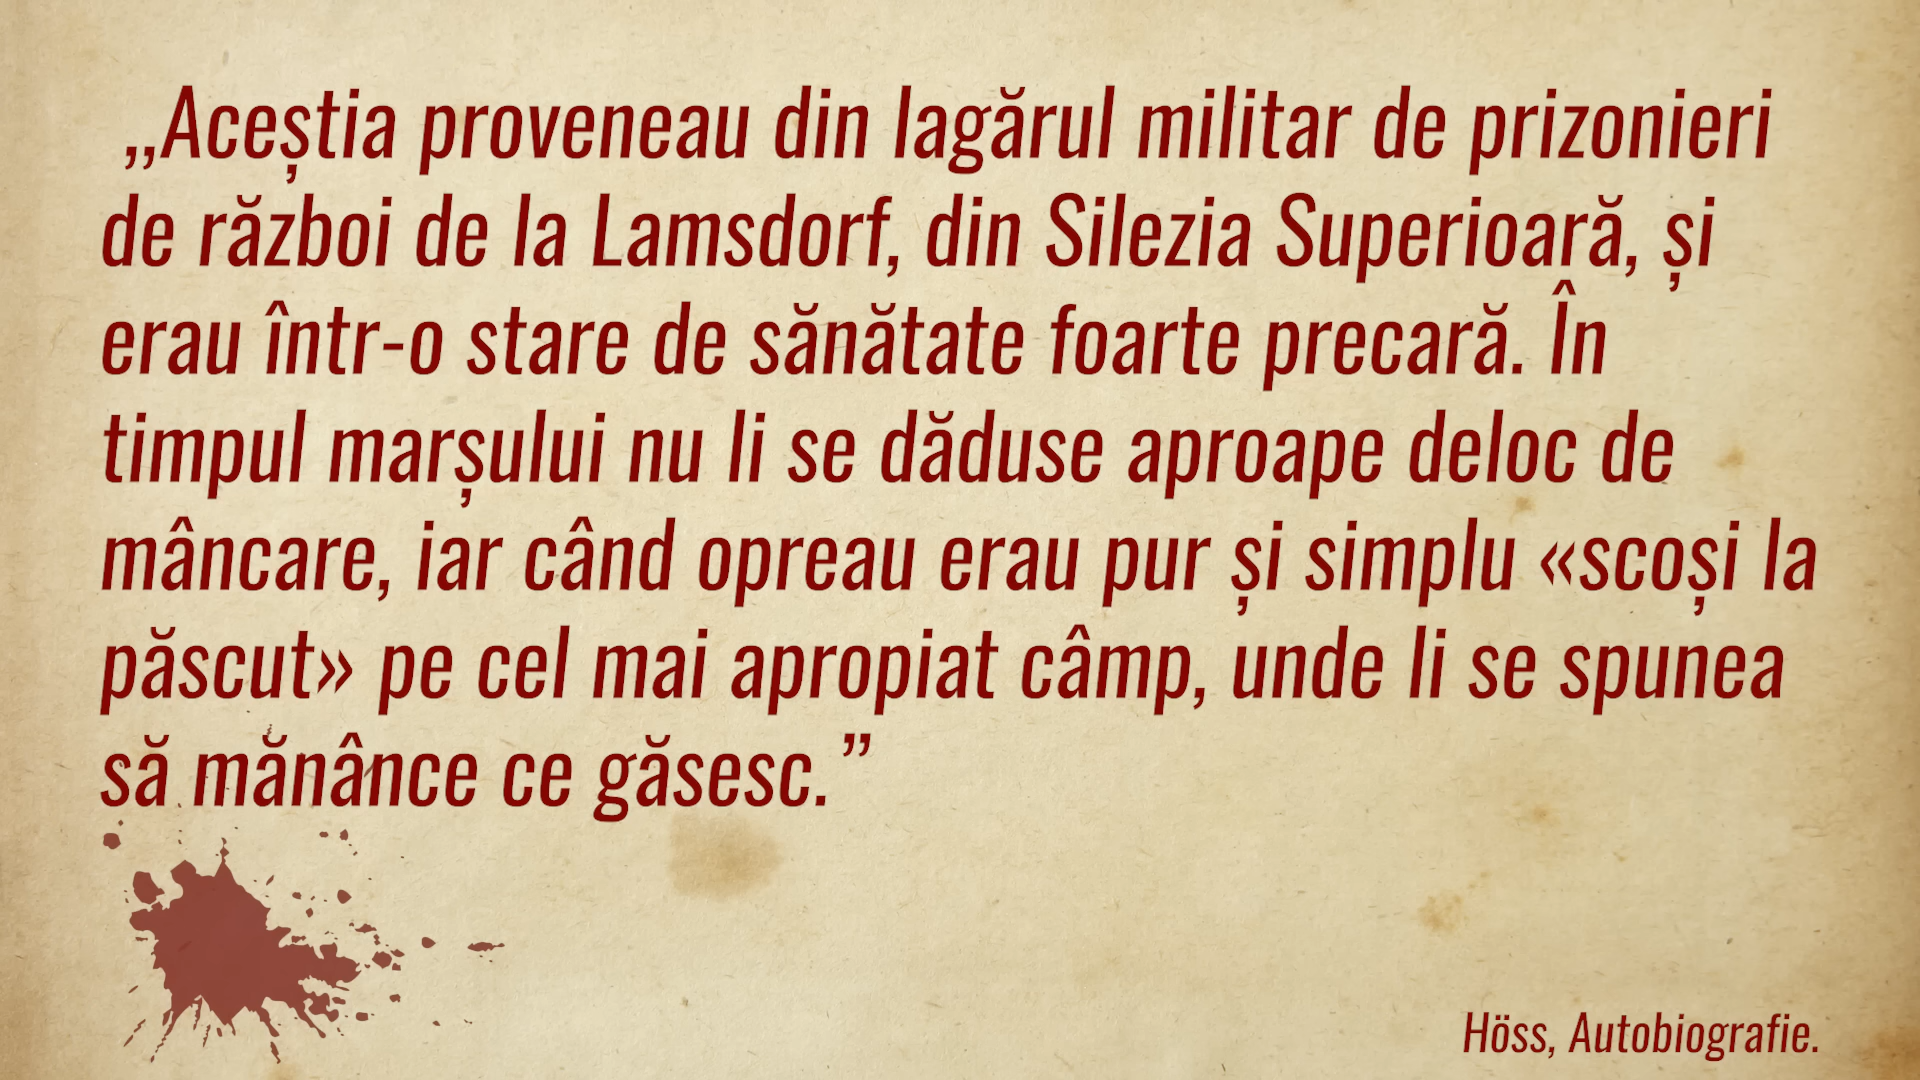 „Aceștia proveneau din lagărul militar de prizonieri
de război de la Lamsdorf, din Silezia Superioară, și
erau într-o stare de sănătate foarte precară. În
timpul marșului nu li se dăduse aproape deloc de
mâncare, iar când opreau erau pur și simplu «scoși la
păscut» pe cel mai apropiat câmp, unde li se spunea
să mănânce ce găsesc.”
Höss, Autobiografie.